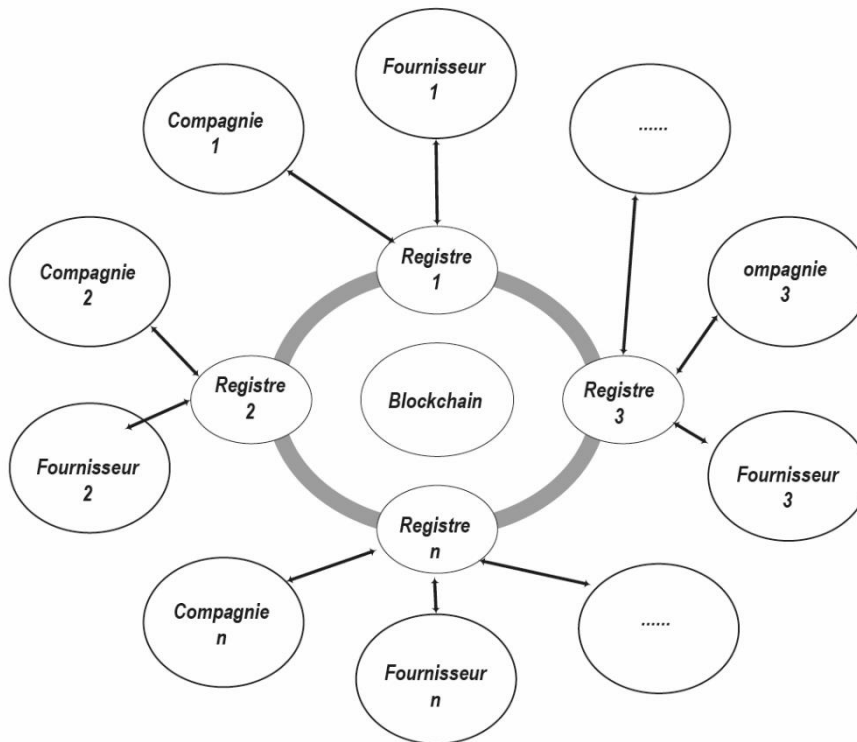 Fournisseur
1
Compagnie
1
......
Registre
1
Compagnie
2
ompagnie
3
Registre
2
Blockchain
Registre
3
Fournisseur
2
Fournisseur
3
Registre
n
Compagnie
n
......
Fournisseur
n